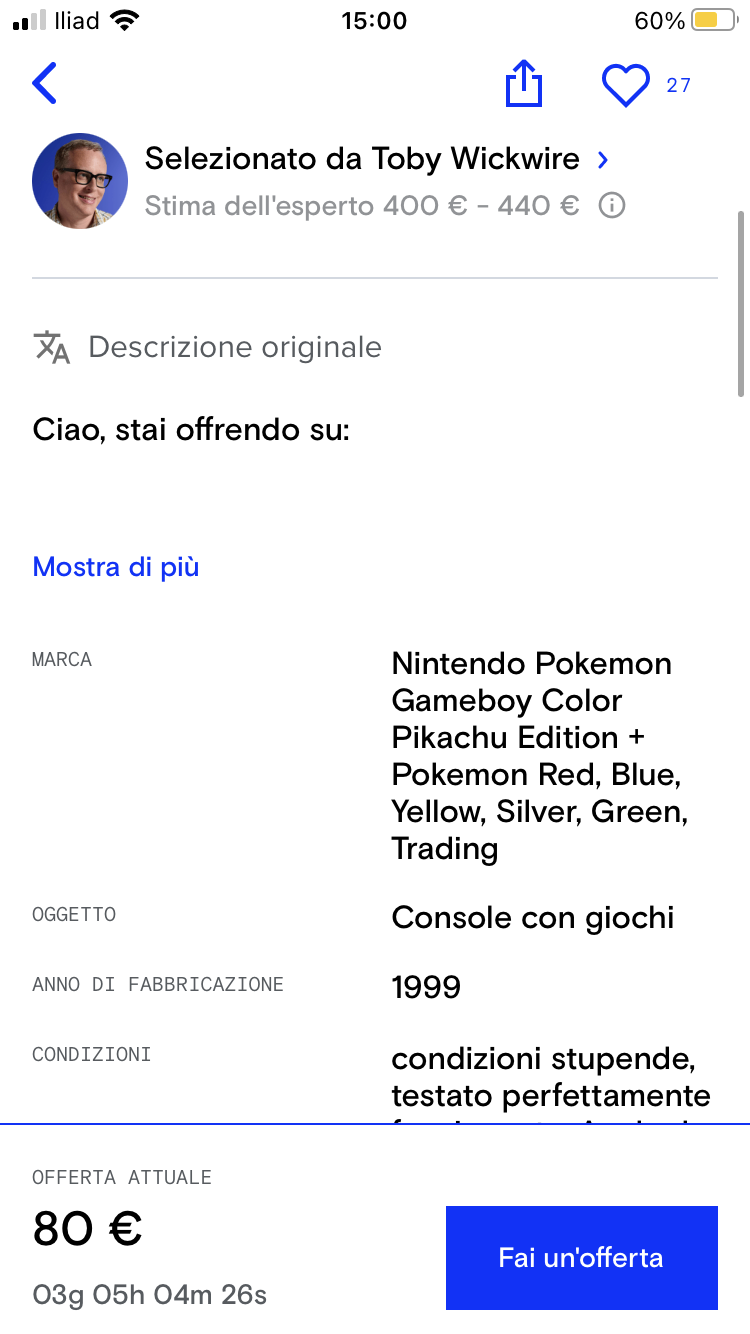 Iliad 15:00 60%
27
Selezionato da Toby Wickwire
Stima dell'esperto 400 € - 440 €
Descrizione originale
Ciao, stai offrendo su:
Mostra di più
MARCA
Nintendo Pokemon
Gameboy Color
Pikachu Edition +
Pokemon Red, Blue,
Yellow, Silver, Green,
Trading
OGGETTO
Console con giochi
ANNO DI FABBRICAZIONE
1999
CONDIZIONI
condizioni stupende,
testato perfettamente
OFFERTA ATTUALE
80 €
03g 05h 04m 26s
Fai un'offerta